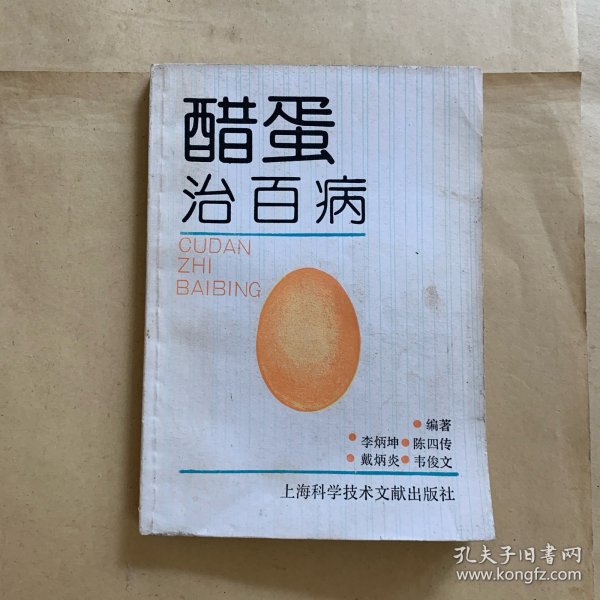 醋蛋
治百病
CUDAN
ZHI
BAIBING
编著
李炳坤 陈四传
戴炳炎 韦俊文
上海科学技术文献出版社
孔夫子旧书网
www.kongfz.com